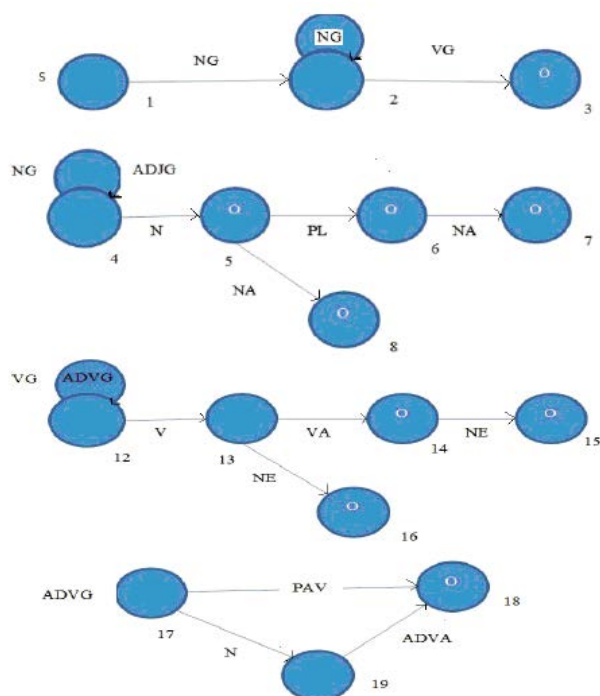 NG
S NG VG
O
1 2 3
NG ADJG
O O O
N PL NA
4 5 6 7
NA
O
8
VG ADVG
O O
V VA NE
12 13 14 15
NE
O
16
O
ADVG PAV
17 18
N ADVA
19